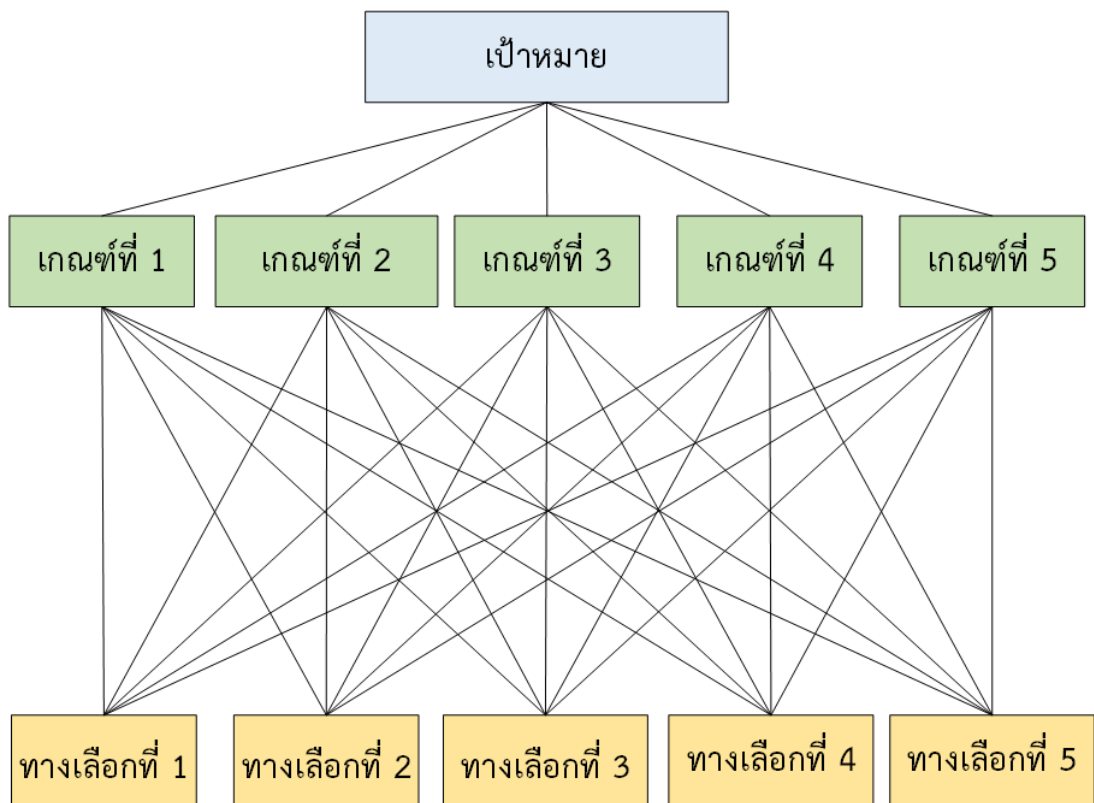 เป้าหมาย
เกณฑ์ที่ 1
เกณฑ์ที่ 2
เกณฑ์ที่ 3
เกณฑ์ที่ 4
เกณฑ์ที่ 5
ทางเลือกที่ 1
ทางเลือกที่ 2
ทางเลือกที่ 3
ทางเลือกที่ 4
ทางเลือกที่ 5